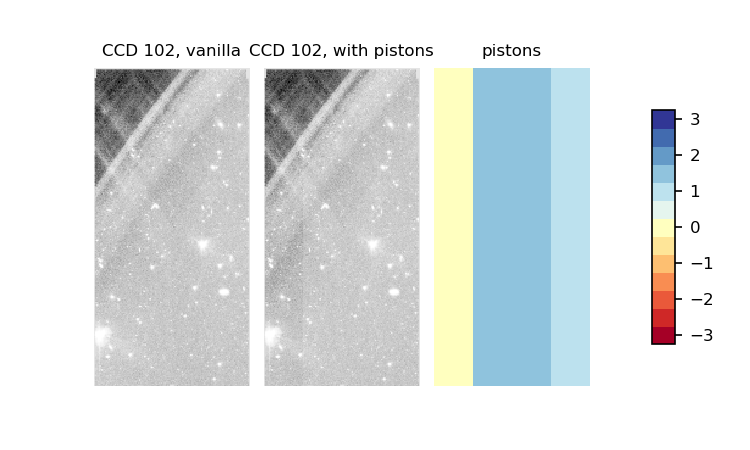 CCD 102, vanilla
CCD 102, with pistons
pistons
3
2
1
0
−1
−2
−3